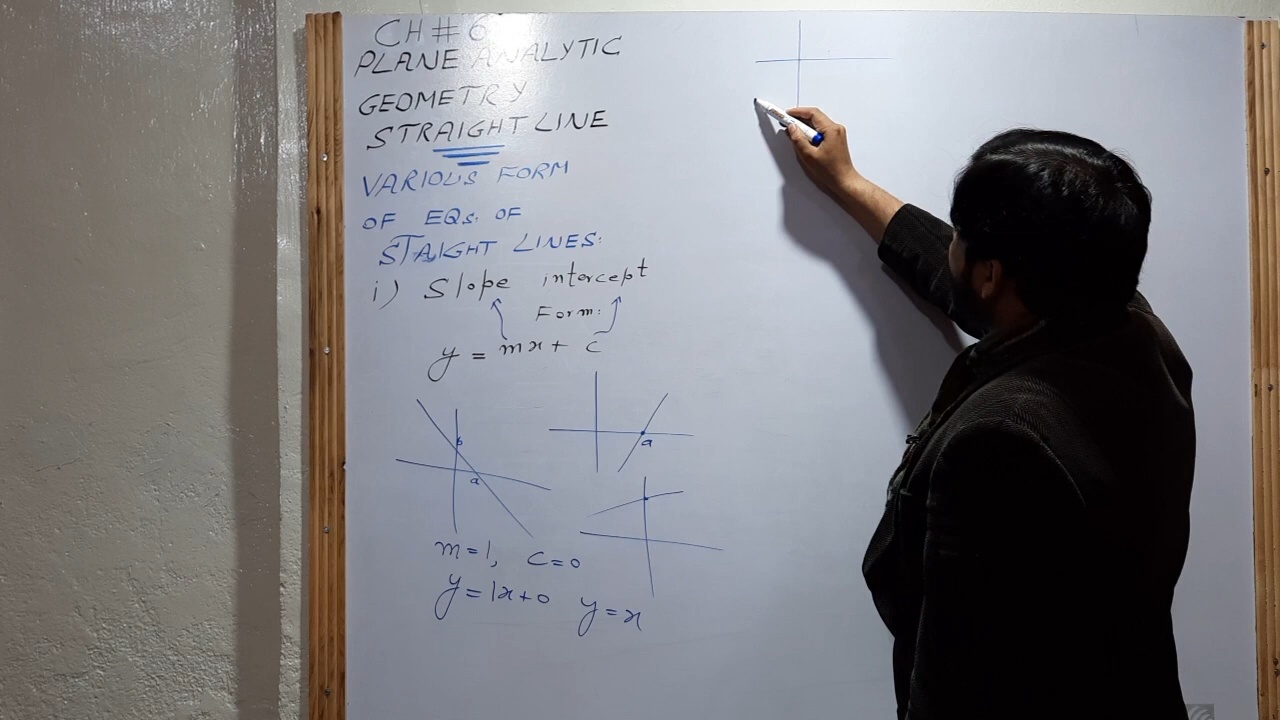 CH # 6
PLANE ANALYTIC
GEOMETRY
STRAIGHT LINE
VARIOUS FORM
OF EQs. OF
STAIGHT LINES:
i) Slope intercept
Form:
y = mx + c
b
a
a
m=1, C=0
y=1x+0 y=x